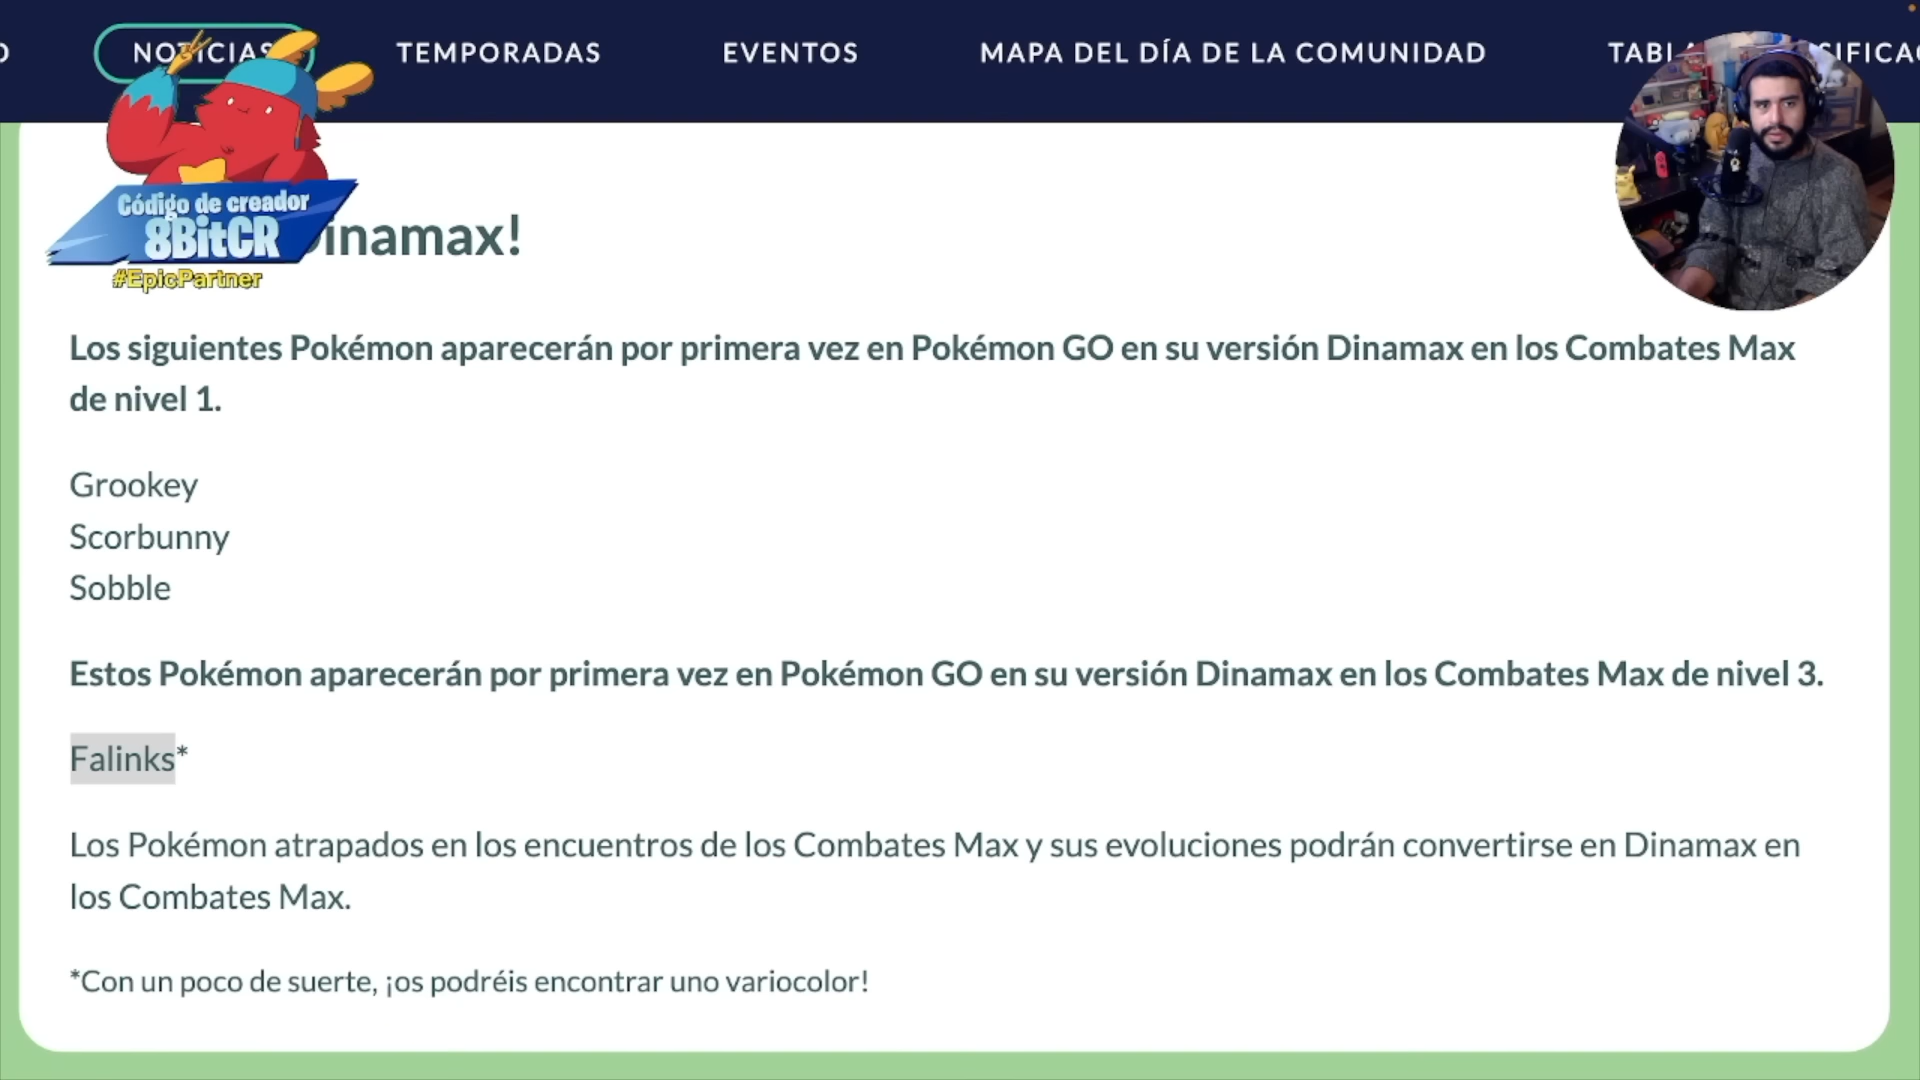 NOTICIAS
TEMPORADAS
EVENTOS
MAPA DEL DÍA DE LA COMUNIDAD
Código de creador
8BitCR
#EpicPartner
inamax!
Los siguientes Pokémon aparecerán por primera vez en Pokémon GO en su versión Dinamax en los Combates Max
de nivel 1.
Grookey
Scorbunny
Sobble
Estos Pokémon aparecerán por primera vez en Pokémon GO en su versión Dinamax en los Combates Max de nivel 3.
Falinks*
Los Pokémon atrapados en los encuentros de los Combates Max y sus evoluciones podrán convertirse en Dinamax en
los Combates Max.
*Con un poco de suerte, ¡os podréis encontrar uno variocolor!